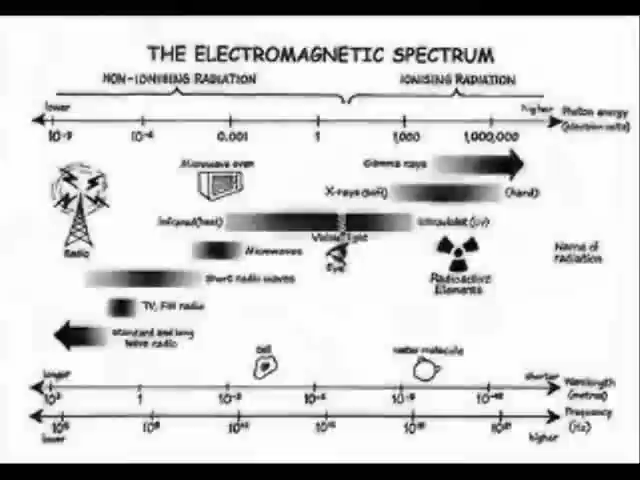 THE ELECTROMAGNETIC SPECTRUM
NON-IONISING RADIATION
IONISING RADIATION
lower
higher
Photon energy
(electron volts)
0.001
1
1,000
1,000,000
Microwave oven
Gamma rays
X-rays (soft)
(hard)
Infrared (heat)
Ultraviolet (UV)
Visible light
Eye
Radio
Microwaves
Name of
radiation
Radioactive
Elements
Short radio waves
TV, FM radio
Standard and long
wave radio
cell
water molecule
longer
shorter
Wavelength
(metres)
1
Frequency
(Hz)
lower
higher